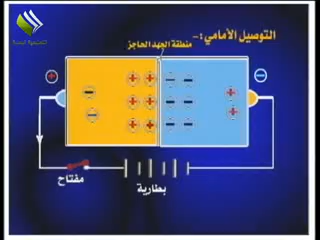 التوصيل الأمامي :-
منطقة الجهد الحاجز
مفتاح
بطارية